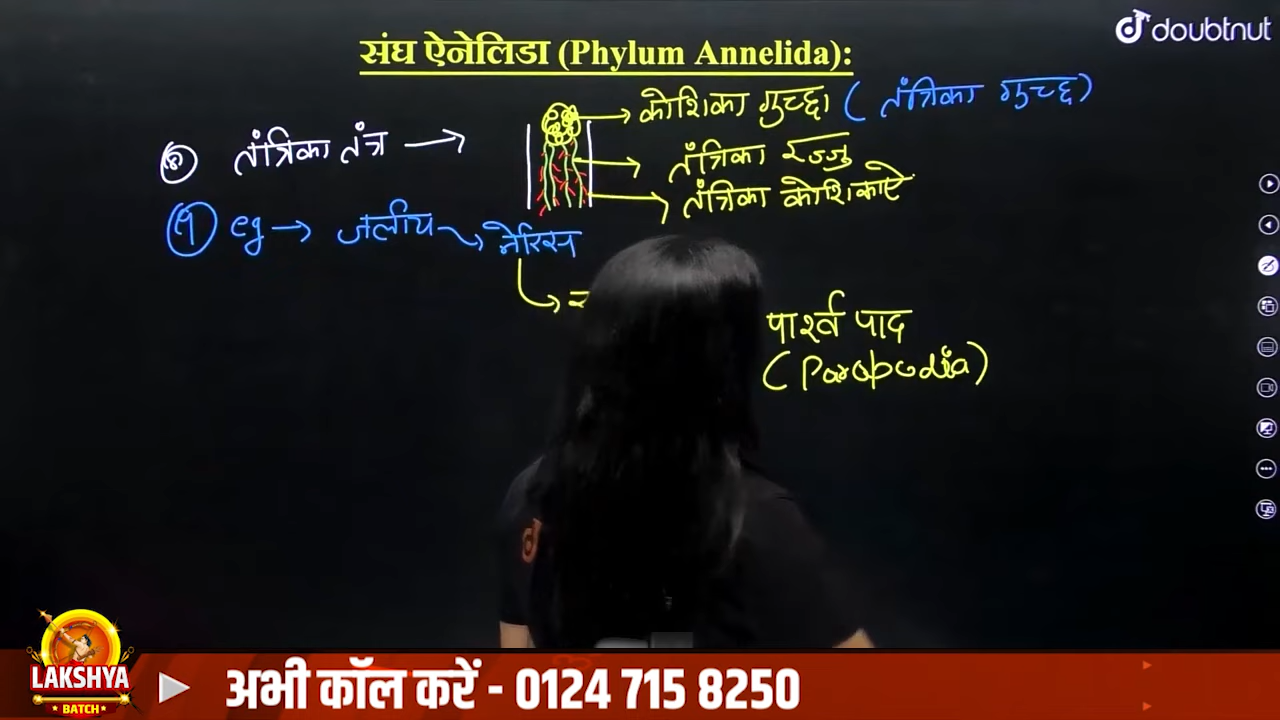 doubtnut
संघ ऐनेलिडा (Phylum Annelida):
कोशिका गुच्छा (तंत्रिका गुच्छ)
तंत्रिका तंत्र →
तंत्रिका रज्जु
तंत्रिका कोशिकाऐ
eg → जलीय → नेरिस
पार्श्व पाद
(Parapodia)
LAKSHYA
BATCH
अभी कॉल करें - 0124 715 8250